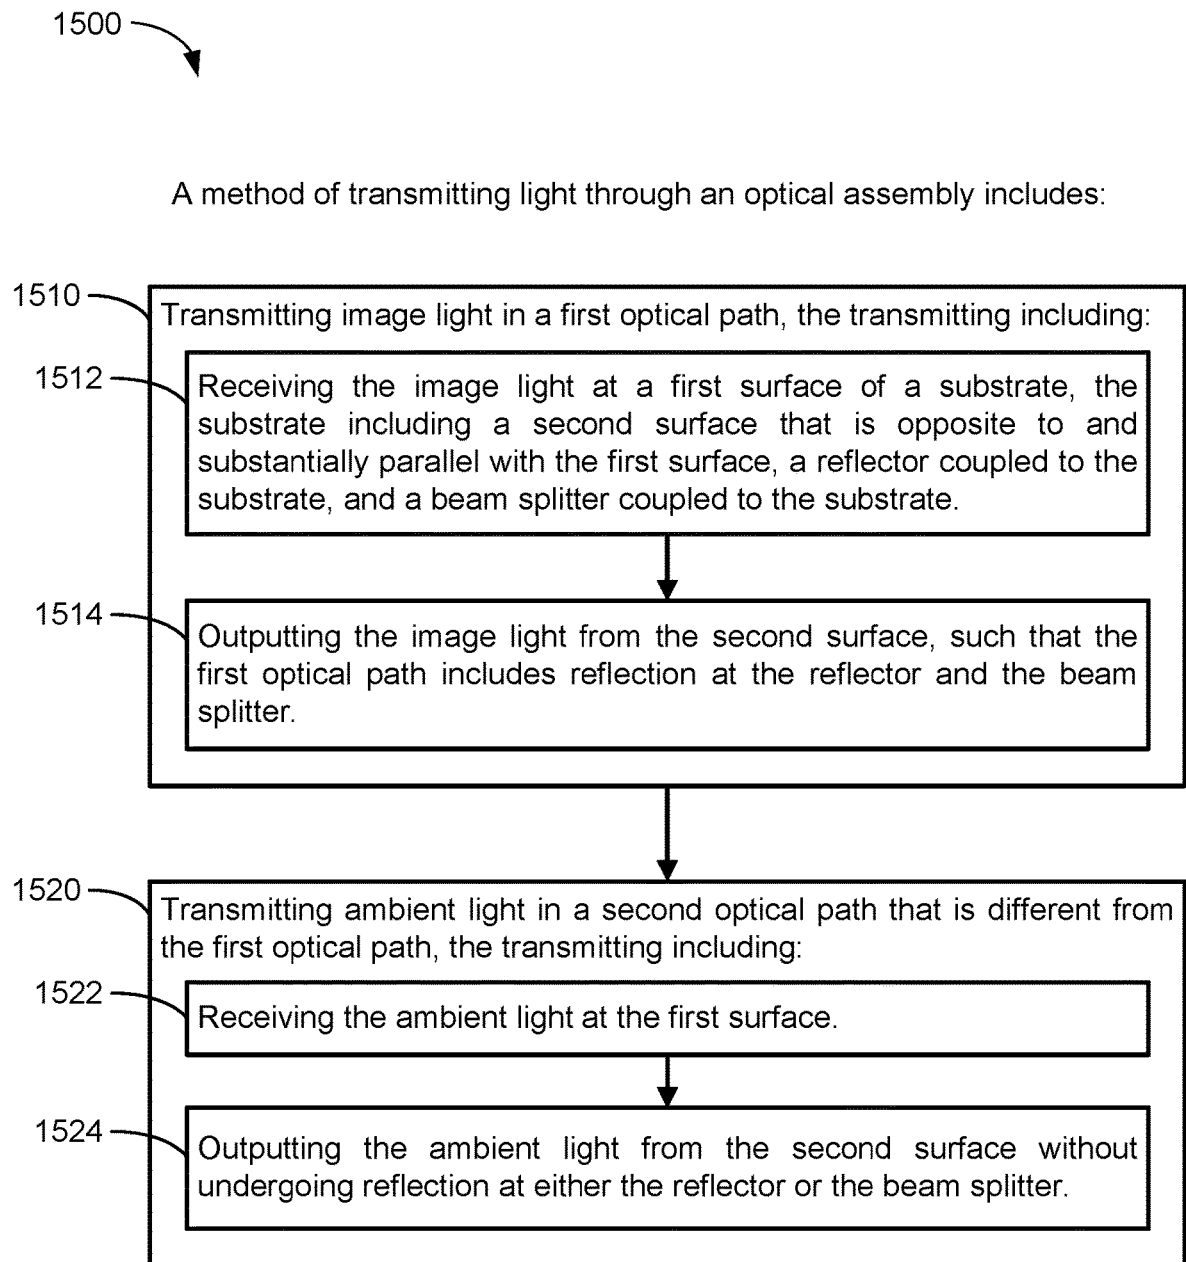 1500
A method of transmitting light through an optical assembly includes:
1510
Transmitting image light in a first optical path, the transmitting including:
1512
Receiving the image light at a first surface of a substrate, the
substrate including a second surface that is opposite to and
substantially parallel with the first surface, a reflector coupled to the
substrate, and a beam splitter coupled to the substrate.
1514
Outputting the image light from the second surface, such that the
first optical path includes reflection at the reflector and the beam
splitter.
1520
Transmitting ambient light in a second optical path that is different from
the first optical path, the transmitting including:
1522
Receiving the ambient light at the first surface.
1524
Outputting the ambient light from the second surface without
undergoing reflection at either the reflector or the beam splitter.